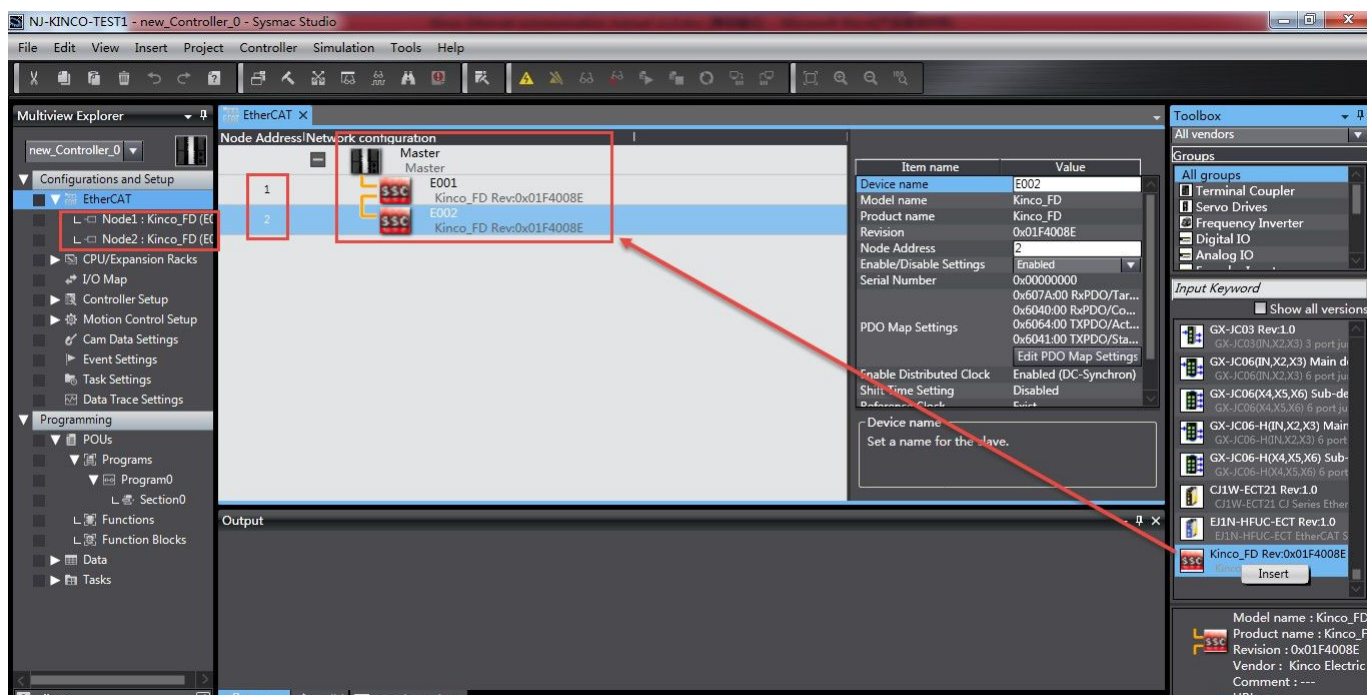 NJ-KINCO-TEST1 - new_Controller_0 - Sysmac Studio
File Edit View Insert Project Controller Simulation Tools Help
Multiview Explorer
new_Controller_0
Configurations and Setup
EtherCAT
Node1 : Kinco_FD (E0
Node2 : Kinco_FD (E0
CPU/Expansion Racks
I/O Map
Controller Setup
Motion Control Setup
Cam Data Settings
Event Settings
Task Settings
Data Trace Settings
Programming
POUs
Programs
Program0
Section0
Functions
Function Blocks
Data
Tasks
EtherCAT
Node Address Network configuration
Master
Master
1
E001
Kinco_FD Rev:0x01F4008E
2
E002
Kinco_FD Rev:0x01F4008E
Item name Value
Device name E002
Model name Kinco_FD
Product name Kinco_FD
Revision 0x01F4008E
Node Address 2
Enable/Disable Settings Enabled
Serial Number 0x00000000
PDO Map Settings
0x607A:00 RxPDO/Tar...
0x6040:00 RxPDO/Co...
0x6064:00 TXPDO/Act...
0x6041:00 TXPDO/Sta...
Edit PDO Map Settings
Enable Distributed Clock Enabled (DC-Synchron)
Shift Time Setting Disabled
Reference Clock Exist
Device name
Set a name for the slave.
Output
Toolbox
All vendors
Groups
All groups
Terminal Coupler
Servo Drives
Frequency Inverter
Digital IO
Analog IO
Input Keyword
Show all versions
GX-JC03 Rev:1.0
GX-JC03(IN,X2,X3) 3 port ju
GX-JC06(IN,X2,X3) Main d
GX-JC06(IN,X2,X3) 6 port ju
GX-JC06(X4,X5,X6) Sub-de
GX-JC06(X4,X5,X6) 6 port ju
GX-JC06-H(IN,X2,X3) Main
GX-JC06-H(IN,X2,X3) 6 port
GX-JC06-H(X4,X5,X6) Sub-
GX-JC06-H(X4,X5,X6) 6 port
CJ1W-ECT21 Rev:1.0
CJ1W-ECT21 CJ Series Ether
EJ1N-HFUC-ECT Rev:1.0
EJ1N-HFUC-ECT EtherCAT S
Kinco_FD Rev:0x01F4008E
Insert
Model name : Kinco_FD
Product name : Kinco_F
Revision : 0x01F4008E
Vendor : Kinco Electric
Comment : ---